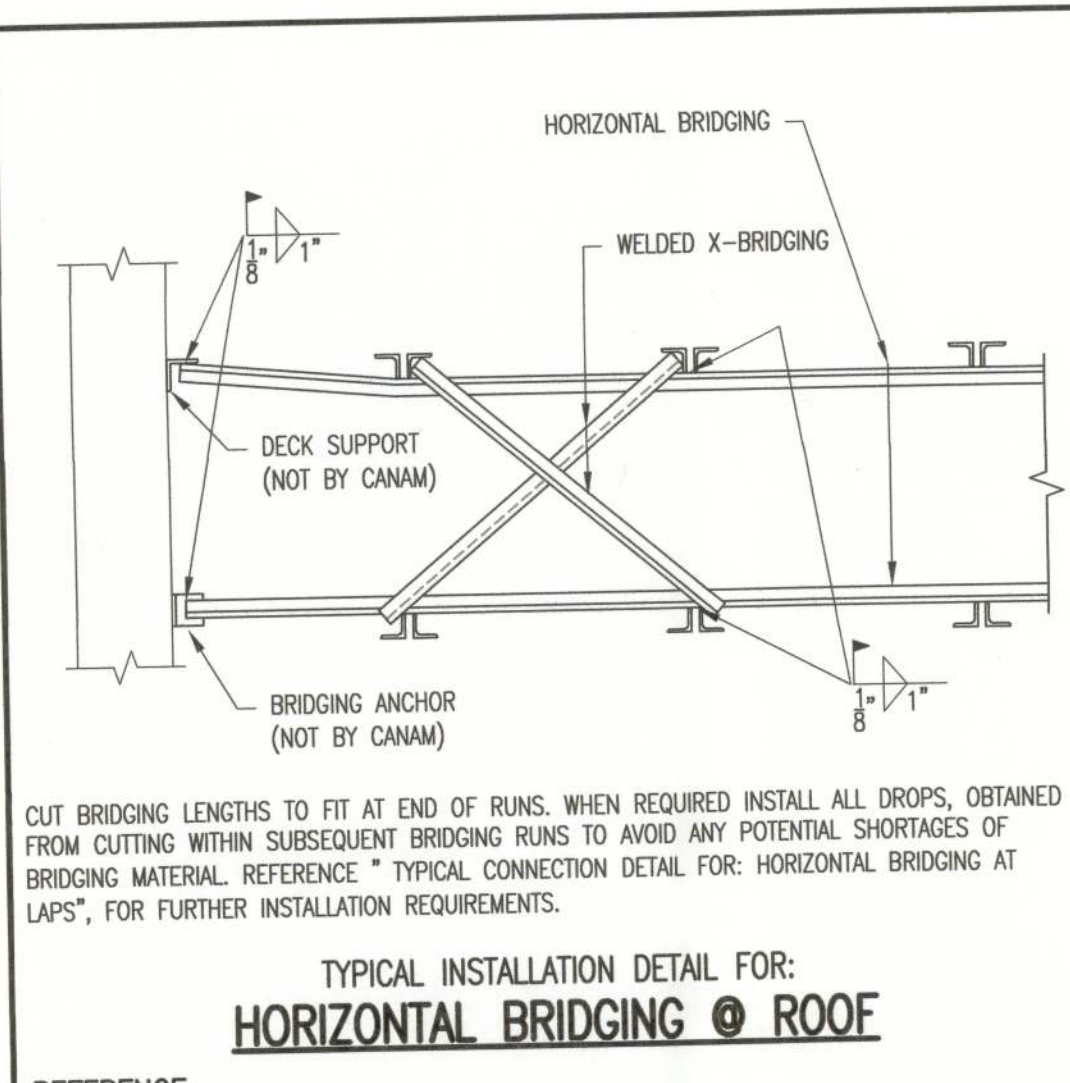 HORIZONTAL BRIDGING
WELDED X-BRIDGING
1/8" 1"
DECK SUPPORT
(NOT BY CANAM)
BRIDGING ANCHOR
(NOT BY CANAM)
1/8" 1"
CUT BRIDGING LENGTHS TO FIT AT END OF RUNS. WHEN REQUIRED INSTALL ALL DROPS, OBTAINED
FROM CUTTING WITHIN SUBSEQUENT BRIDGING RUNS TO AVOID ANY POTENTIAL SHORTAGES OF
BRIDGING MATERIAL. REFERENCE " TYPICAL CONNECTION DETAIL FOR: HORIZONTAL BRIDGING AT
LAPS", FOR FURTHER INSTALLATION REQUIREMENTS.
TYPICAL INSTALLATION DETAIL FOR:
HORIZONTAL BRIDGING @ ROOF
REFERENCE